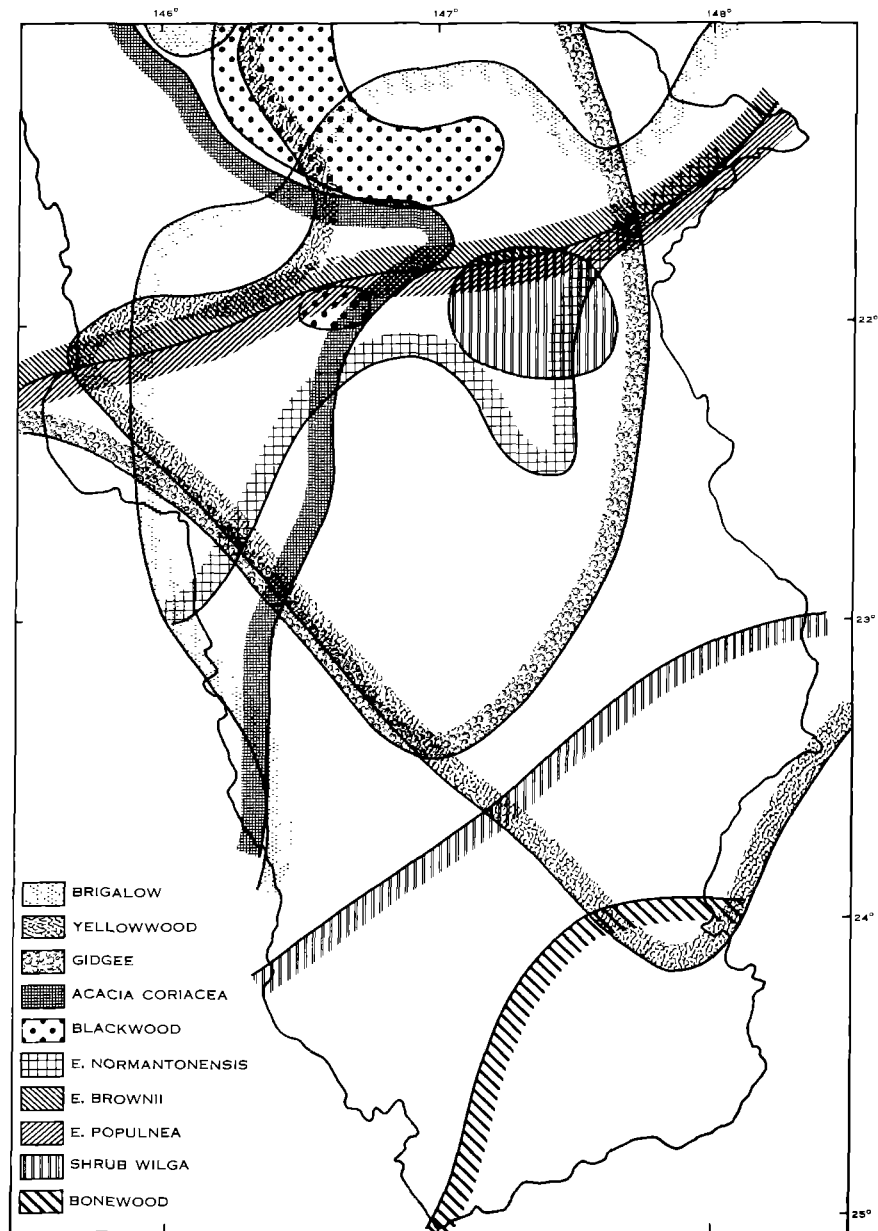 146°
147°
148°
22°
23°
24°
25°
BRIGALOW
YELLOWWOOD
GIDGEE
ACACIA CORIACEA
BLACKWOOD
E. NORMANTONENSIS
E. BROWNII
E. POPULNEA
SHRUB WILGA
BONEWOOD